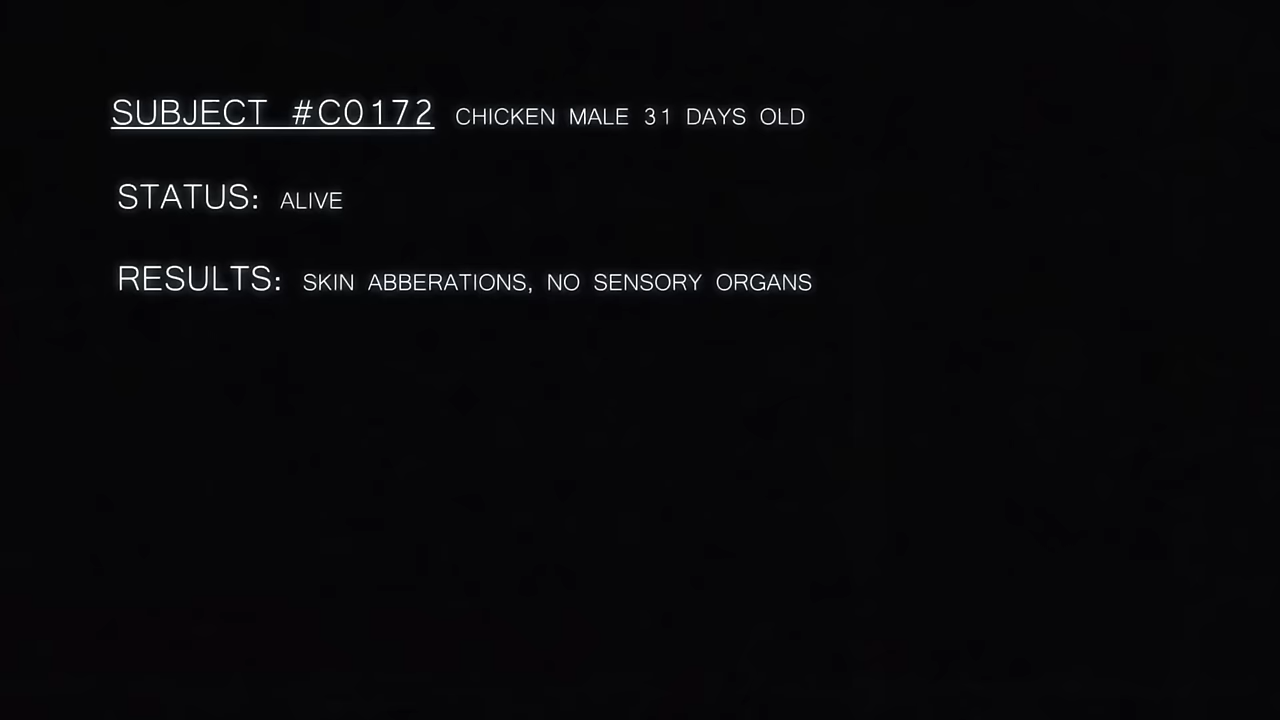 SUBJECT #C0172 CHICKEN MALE 31 DAYS OLD
STATUS: ALIVE
RESULTS: SKIN ABBERATIONS, NO SENSORY ORGANS